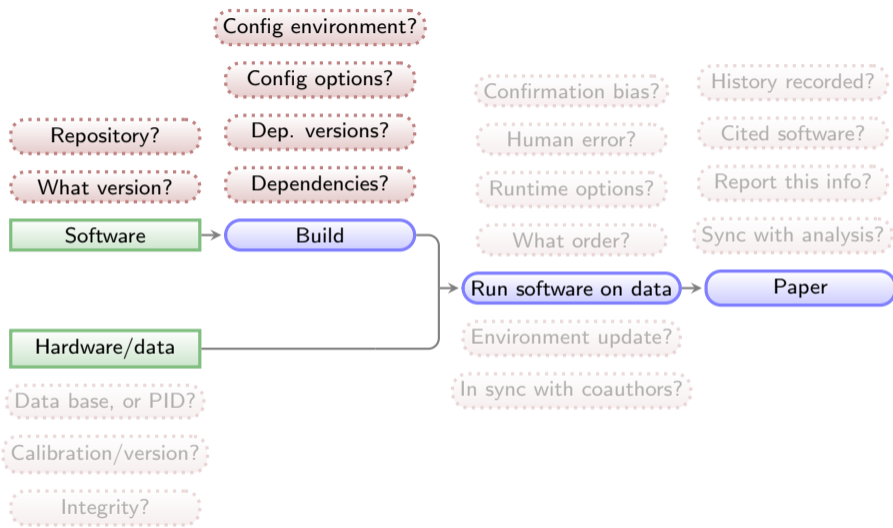 Config environment?
Config options?
Dep. versions?
Dependencies?
Repository?
What version?
Software
Build
Hardware/data
Data base, or PID?
Calibration/version?
Integrity?
Confirmation bias?
Human error?
Runtime options?
What order?
Run software on data
Environment update?
In sync with coauthors?
History recorded?
Cited software?
Report this info?
Sync with analysis?
Paper